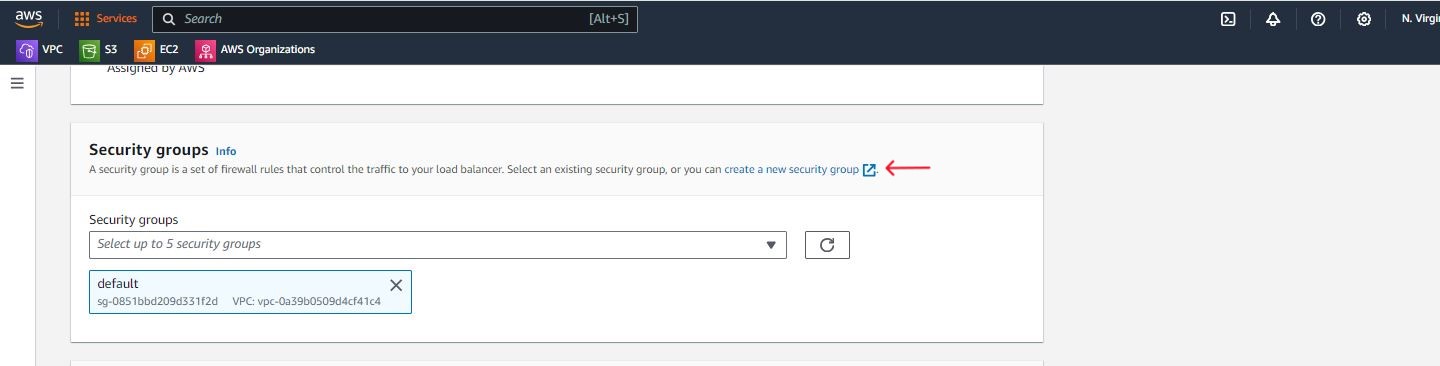 aws Services Search [Alt+S] N. Virgin
VPC S3 EC2 AWS Organizations
Assigned by AWS
Security groups Info
A security group is a set of firewall rules that control the traffic to your load balancer. Select an existing security group, or you can create a new security group.
Security groups
Select up to 5 security groups
default
sg-0851bbd209d331f2d VPC: vpc-0a39b0509d4cf41c4